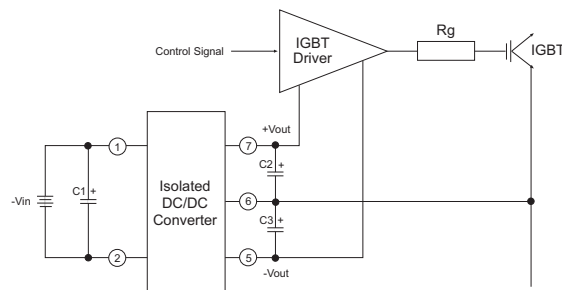 Rg
IGBT
Driver
IGBT
Control Signal
+Vout
1
7
C2 +
C1 +
-Vin
Isolated
DC/DC
Converter
6
C3 +
2
5
-Vout